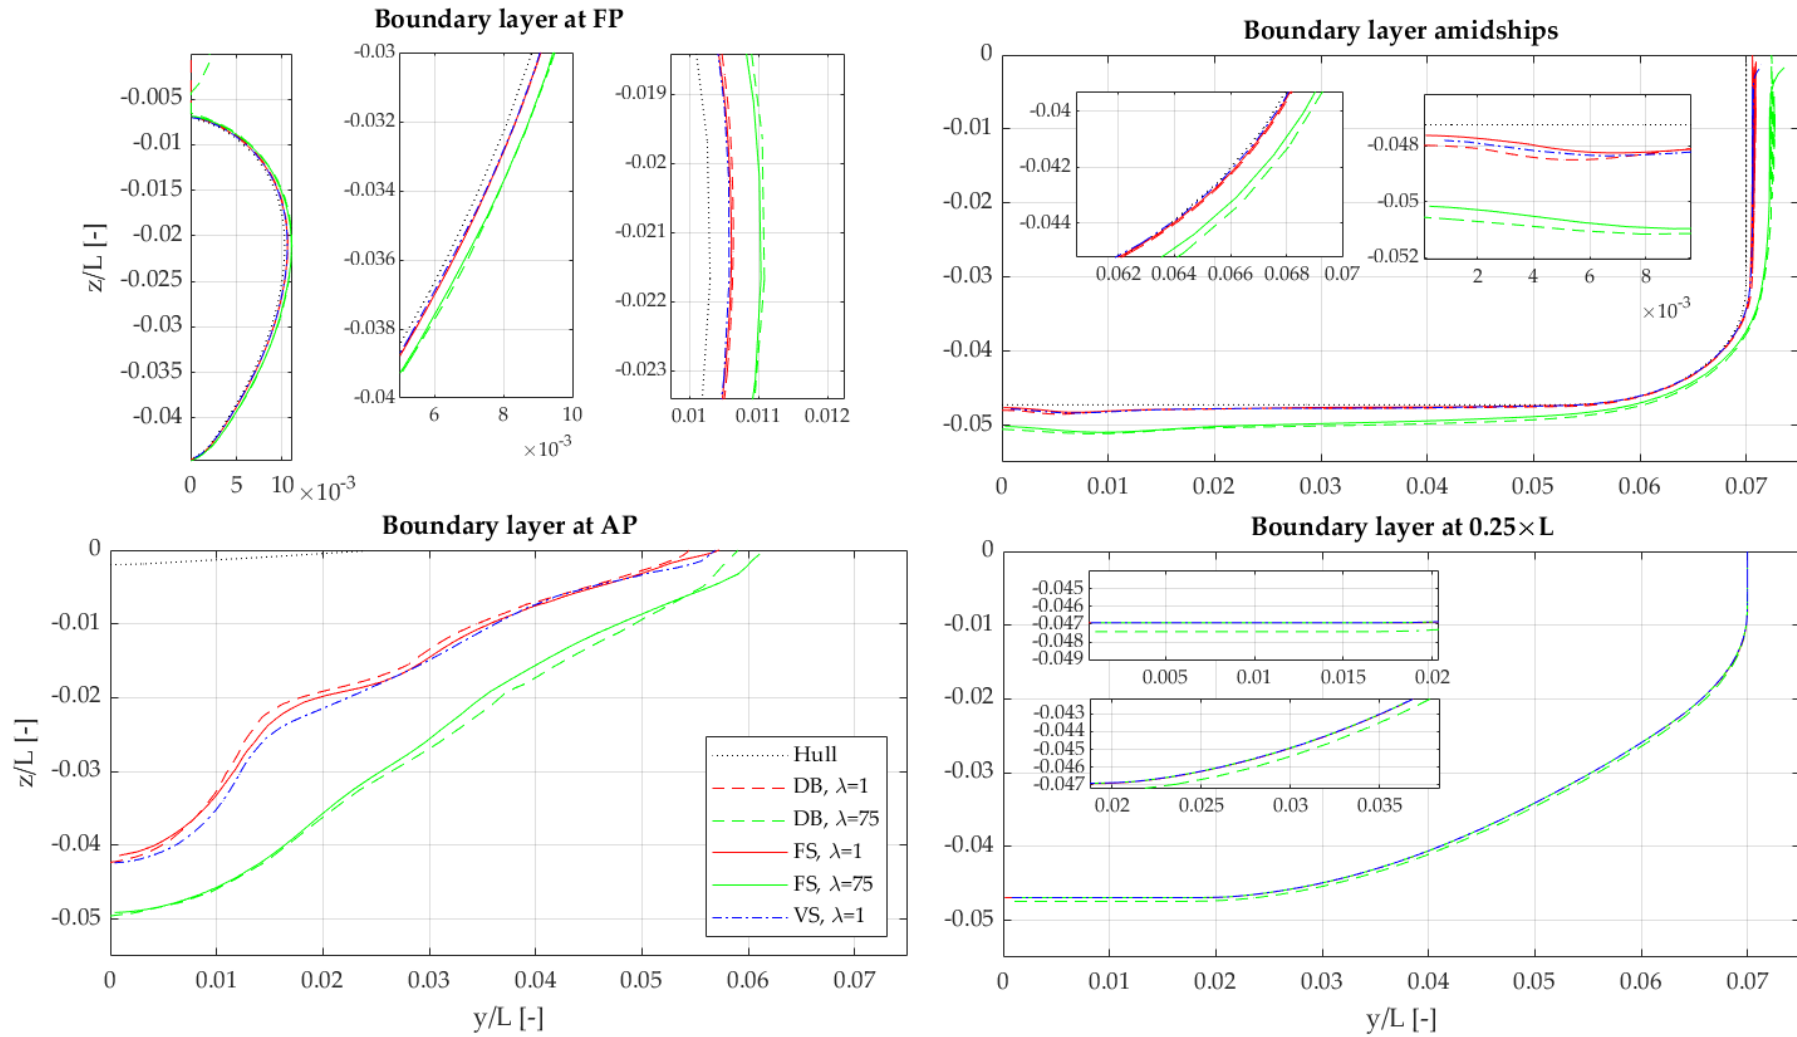 Boundary layer at FP
-0.005
-0.01
-0.015
-0.02
-0.025
-0.03
-0.035
-0.04
z/L [-]
0 5 10 ×10⁻³
-0.03
-0.032
-0.034
-0.036
-0.038
-0.04
6 8 10
×10⁻³
-0.019
-0.02
-0.021
-0.022
-0.023
0.01 0.011 0.012
Boundary layer amidships
0
-0.01
-0.02
-0.03
-0.04
-0.05
0 0.01 0.02 0.03 0.04 0.05 0.06 0.07
-0.04
-0.042
-0.044
0.062 0.064 0.066 0.068 0.07
-0.048
-0.05
-0.052
2 4 6 8
×10⁻³
Boundary layer at AP
0
-0.01
-0.02
-0.03
-0.04
-0.05
z/L [-]
0 0.01 0.02 0.03 0.04 0.05 0.06 0.07
y/L [-]
Hull
DB, λ=1
DB, λ=75
FS, λ=1
FS, λ=75
VS, λ=1
Boundary layer at 0.25×L
0
-0.01
-0.02
-0.03
-0.04
-0.05
0 0.01 0.02 0.03 0.04 0.05 0.06 0.07
y/L [-]
-0.045
-0.046
-0.047
-0.048
-0.049
0.005 0.01 0.015 0.02
-0.043
-0.044
-0.045
-0.046
-0.047
0.02 0.025 0.03 0.035